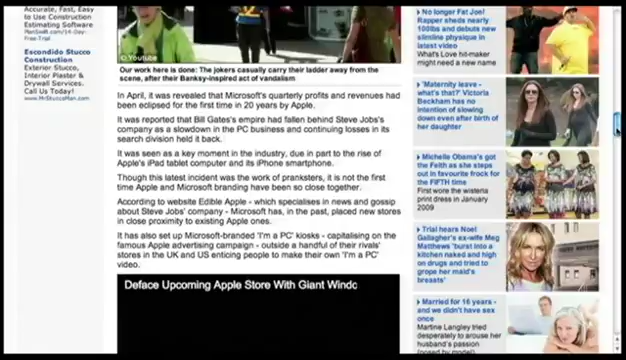 Accurate, Fast, Easy
to Use Construction
Estimating Software
PlanSwift.com/14-Day-
Free-Trial
Escondido Stucco
Construction
Exterior Stucco,
Interior Plaster &
Drywall Services.
Call Us Today!
www.MrStuccoMan.com
© Youtube
Our work here is done: The jokers casually carry their ladder away from the
scene, after their Banksy-inspired act of vandalism
In April, it was revealed that Microsoft's quarterly profits and revenues had
been eclipsed for the first time in 20 years by Apple.
It was reported that Bill Gates's empire had fallen behind Steve Jobs's
company as a slowdown in the PC business and continuing losses in its
search division held it back.
It was seen as a key moment in the industry, due in part to the rise of
Apple's iPad tablet computer and its iPhone smartphone.
Though this latest incident was the work of pranksters, it is not the first
time Apple and Microsoft branding have been so close together.
According to website Edible Apple - which specialises in news and gossip
about Steve Jobs' company - Microsoft has, in the past, placed new stores
in close proximity to existing Apple ones.
It has also set up Microsoft-branded 'I'm a PC' kiosks - capitalising on the
famous Apple advertising campaign - outside a handful of their rivals'
stores in the UK and US enticing people to make their own 'I'm a PC'
video.
Deface Upcoming Apple Store With Giant Windo
No longer Fat Joe!
Rapper sheds nearly
100lbs and debuts new
slimline physique in
latest video
What's Love hit-maker
might need a new name
'Maternity leave -
what's that?' Victoria
Beckham has no
intention of slowing
down even after birth of
her daughter
Michelle Obama's got
the Feith as she steps
out in favourite frock for
the FIFTH time
First wore the wisteria
print dress in January
2009
Trial hears Noel
Gallagher's ex-wife Meg
Matthews 'burst into a
kitchen naked and high
on drugs and tried to
grope her maid's
breasts'
Married for 16 years -
and we didn't have sex
once
Martine Langley tried
desperately to arouse
her husband's passion